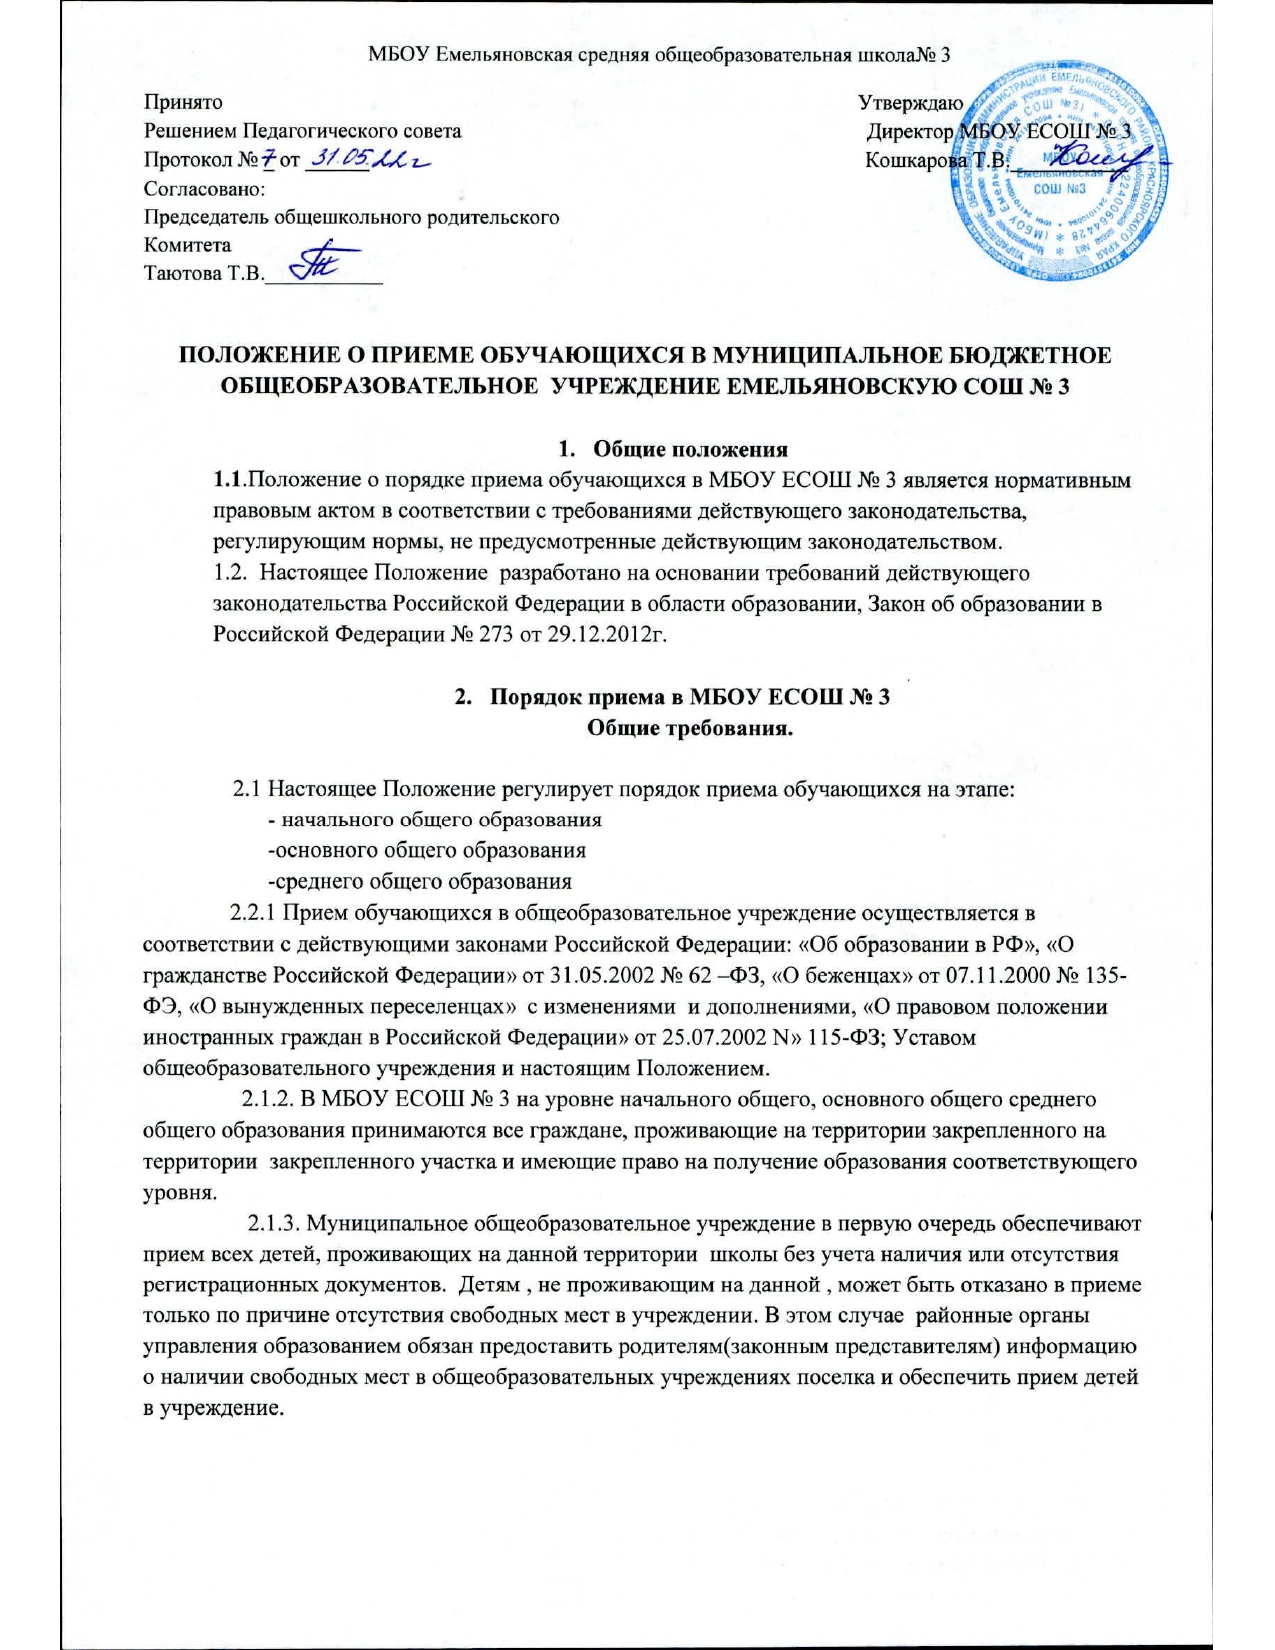 МБОУ Емельяновская средняя общеобразовательная школа№ 3
Принято Утверждаю
Решением Педагогического совета Директор МБОУ ЕСОШ № 3
Протокол № 7 от 31.05.22 г Кошкарова Т.В.
Согласовано:
Председатель общешкольного родительского
Комитета
Таютова Т.В.
МБОУ
Емельяновская
СОШ №3
ПОЛОЖЕНИЕ О ПРИЕМЕ ОБУЧАЮЩИХСЯ В МУНИЦИПАЛЬНОЕ БЮДЖЕТНОЕ
ОБЩЕОБРАЗОВАТЕЛЬНОЕ УЧРЕЖДЕНИЕ ЕМЕЛЬЯНОВСКУЮ СОШ № 3
1. Общие положения
1.1.Положение о порядке приема обучающихся в МБОУ ЕСОШ № 3 является нормативным
правовым актом в соответствии с требованиями действующего законодательства,
регулирующим нормы, не предусмотренные действующим законодательством.
1.2. Настоящее Положение разработано на основании требований действующего
законодательства Российской Федерации в области образовании, Закон об образовании в
Российской Федерации № 273 от 29.12.2012г.
2. Порядок приема в МБОУ ЕСОШ № 3
Общие требования.
2.1 Настоящее Положение регулирует порядок приема обучающихся на этапе:
- начального общего образования
-основного общего образования
-среднего общего образования
2.2.1 Прием обучающихся в общеобразовательное учреждение осуществляется в
соответствии с действующими законами Российской Федерации: «Об образовании в РФ», «О
гражданстве Российской Федерации» от 31.05.2002 № 62 –ФЗ, «О беженцах» от 07.11.2000 № 135-
ФЭ, «О вынужденных переселенцах» с изменениями и дополнениями, «О правовом положении
иностранных граждан в Российской Федерации» от 25.07.2002 N» 115-ФЗ; Уставом
общеобразовательного учреждения и настоящим Положением.
2.1.2. В МБОУ ЕСОШ № 3 на уровне начального общего, основного общего среднего
общего образования принимаются все граждане, проживающие на территории закрепленного на
территории закрепленного участка и имеющие право на получение образования соответствующего
уровня.
2.1.3. Муниципальное общеобразовательное учреждение в первую очередь обеспечивают
прием всех детей, проживающих на данной территории школы без учета наличия или отсутствия
регистрационных документов. Детям , не проживающим на данной , может быть отказано в приеме
только по причине отсутствия свободных мест в учреждении. В этом случае районные органы
управления образованием обязан предоставить родителям(законным представителям) информацию
о наличии свободных мест в общеобразовательных учреждениях поселка и обеспечить прием детей
в учреждение.